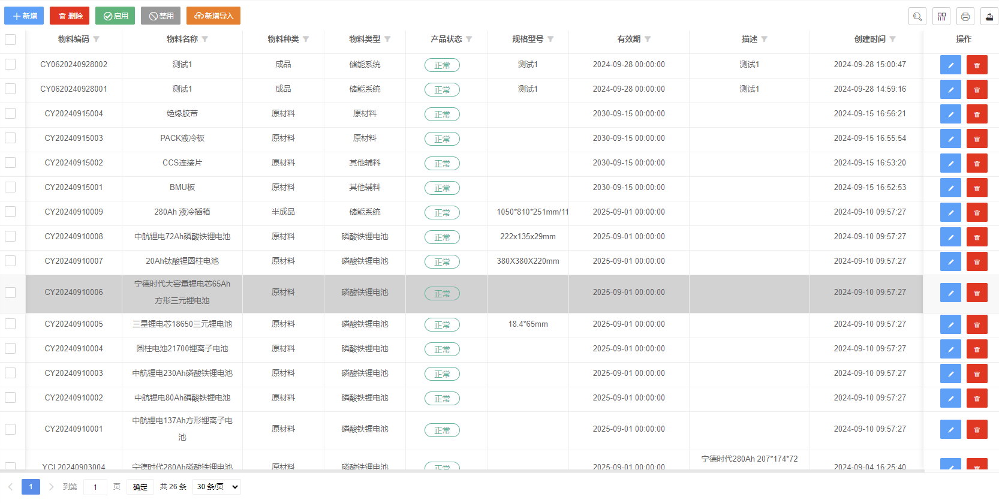 新增 删除 启用 禁用 新增导入
物料编码 物料名称 物料种类 物料类型 产品状态 规格型号 有效期 描述 创建时间 操作
CY0620240928002 测试1 成品 储能系统 正常 测试1 2024-09-28 00:00:00 测试1 2024-09-28 15:00:47
CY0620240928001 测试1 成品 储能系统 正常 测试1 2024-09-28 00:00:00 测试1 2024-09-28 14:59:16
CY20240915004 绝缘胶带 原材料 原材料 正常 2030-09-15 00:00:00 2024-09-15 16:56:21
CY20240915003 PACK液冷板 原材料 原材料 正常 2030-09-15 00:00:00 2024-09-15 16:55:54
CY20240915002 CCS连接片 原材料 其他辅料 正常 2030-09-15 00:00:00 2024-09-15 16:53:20
CY20240915001 BMU板 原材料 其他辅料 正常 2030-09-15 00:00:00 2024-09-15 16:52:53
CY20240910009 280Ah 液冷插箱 半成品 储能系统 正常 1050*810*251mm/11 2025-09-01 00:00:00 2024-09-10 09:57:27
CY20240910008 中航锂电72Ah磷酸铁锂电池 原材料 磷酸铁锂电池 正常 222x135x29mm 2025-09-01 00:00:00 2024-09-10 09:57:27
CY20240910007 20Ah钛酸锂圆柱电池 原材料 磷酸铁锂电池 正常 380X380X220mm 2025-09-01 00:00:00 2024-09-10 09:57:27
CY20240910006 宁德时代大容量锂电芯65Ah
方形三元锂电池 原材料 磷酸铁锂电池 正常 2025-09-01 00:00:00 2024-09-10 09:57:27
CY20240910005 三星锂电芯18650三元锂电池 原材料 磷酸铁锂电池 正常 18.4*65mm 2025-09-01 00:00:00 2024-09-10 09:57:27
CY20240910004 圆柱电池21700锂离子电池 原材料 磷酸铁锂电池 正常 2025-09-01 00:00:00 2024-09-10 09:57:27
CY20240910003 中航锂电230Ah磷酸铁锂电池 原材料 磷酸铁锂电池 正常 2025-09-01 00:00:00 2024-09-10 09:57:27
CY20240910002 中航锂电80Ah磷酸铁锂电池 原材料 磷酸铁锂电池 正常 2025-09-01 00:00:00 2024-09-10 09:57:27
CY20240910001 中航锂电137Ah方形锂离子电
池 原材料 磷酸铁锂电池 正常 2025-09-01 00:00:00 2024-09-10 09:57:27
YCL20240903004 宁德时代280Ah磷酸铁锂电池 原材料 磷酸铁锂电池 正常 2025-09-01 00:00:00 宁德时代280Ah 207*174*72 2024-09-04 16:25:40
1 到第 1 页 确定 共 26 条 30 条/页